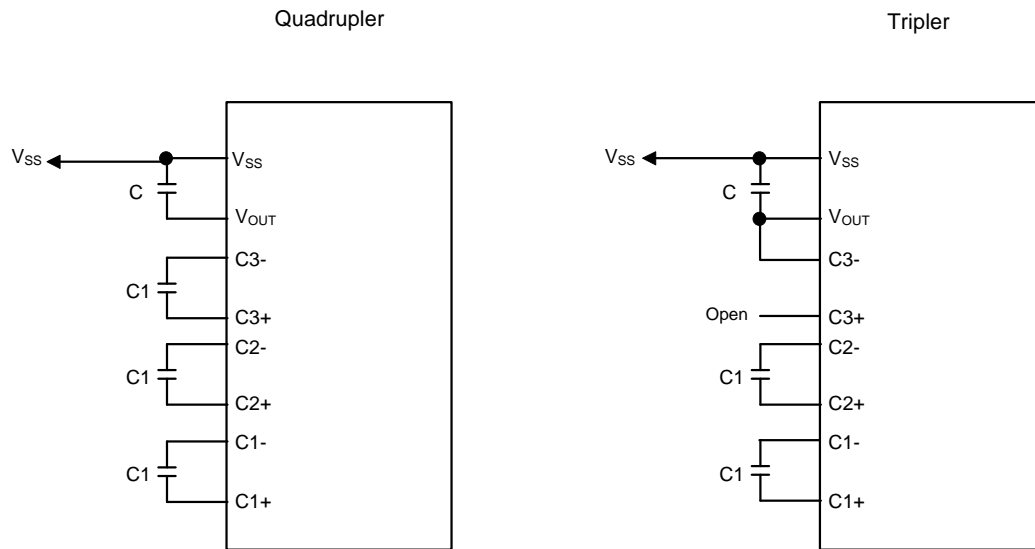 Quadrupler
VSS
VSS
C
VOUT
C3-
C1
C3+
C2-
C1
C2+
C1-
C1
C1+
Tripler
VSS
VSS
C
VOUT
C3-
Open
C3+
C2-
C1
C2+
C1-
C1
C1+